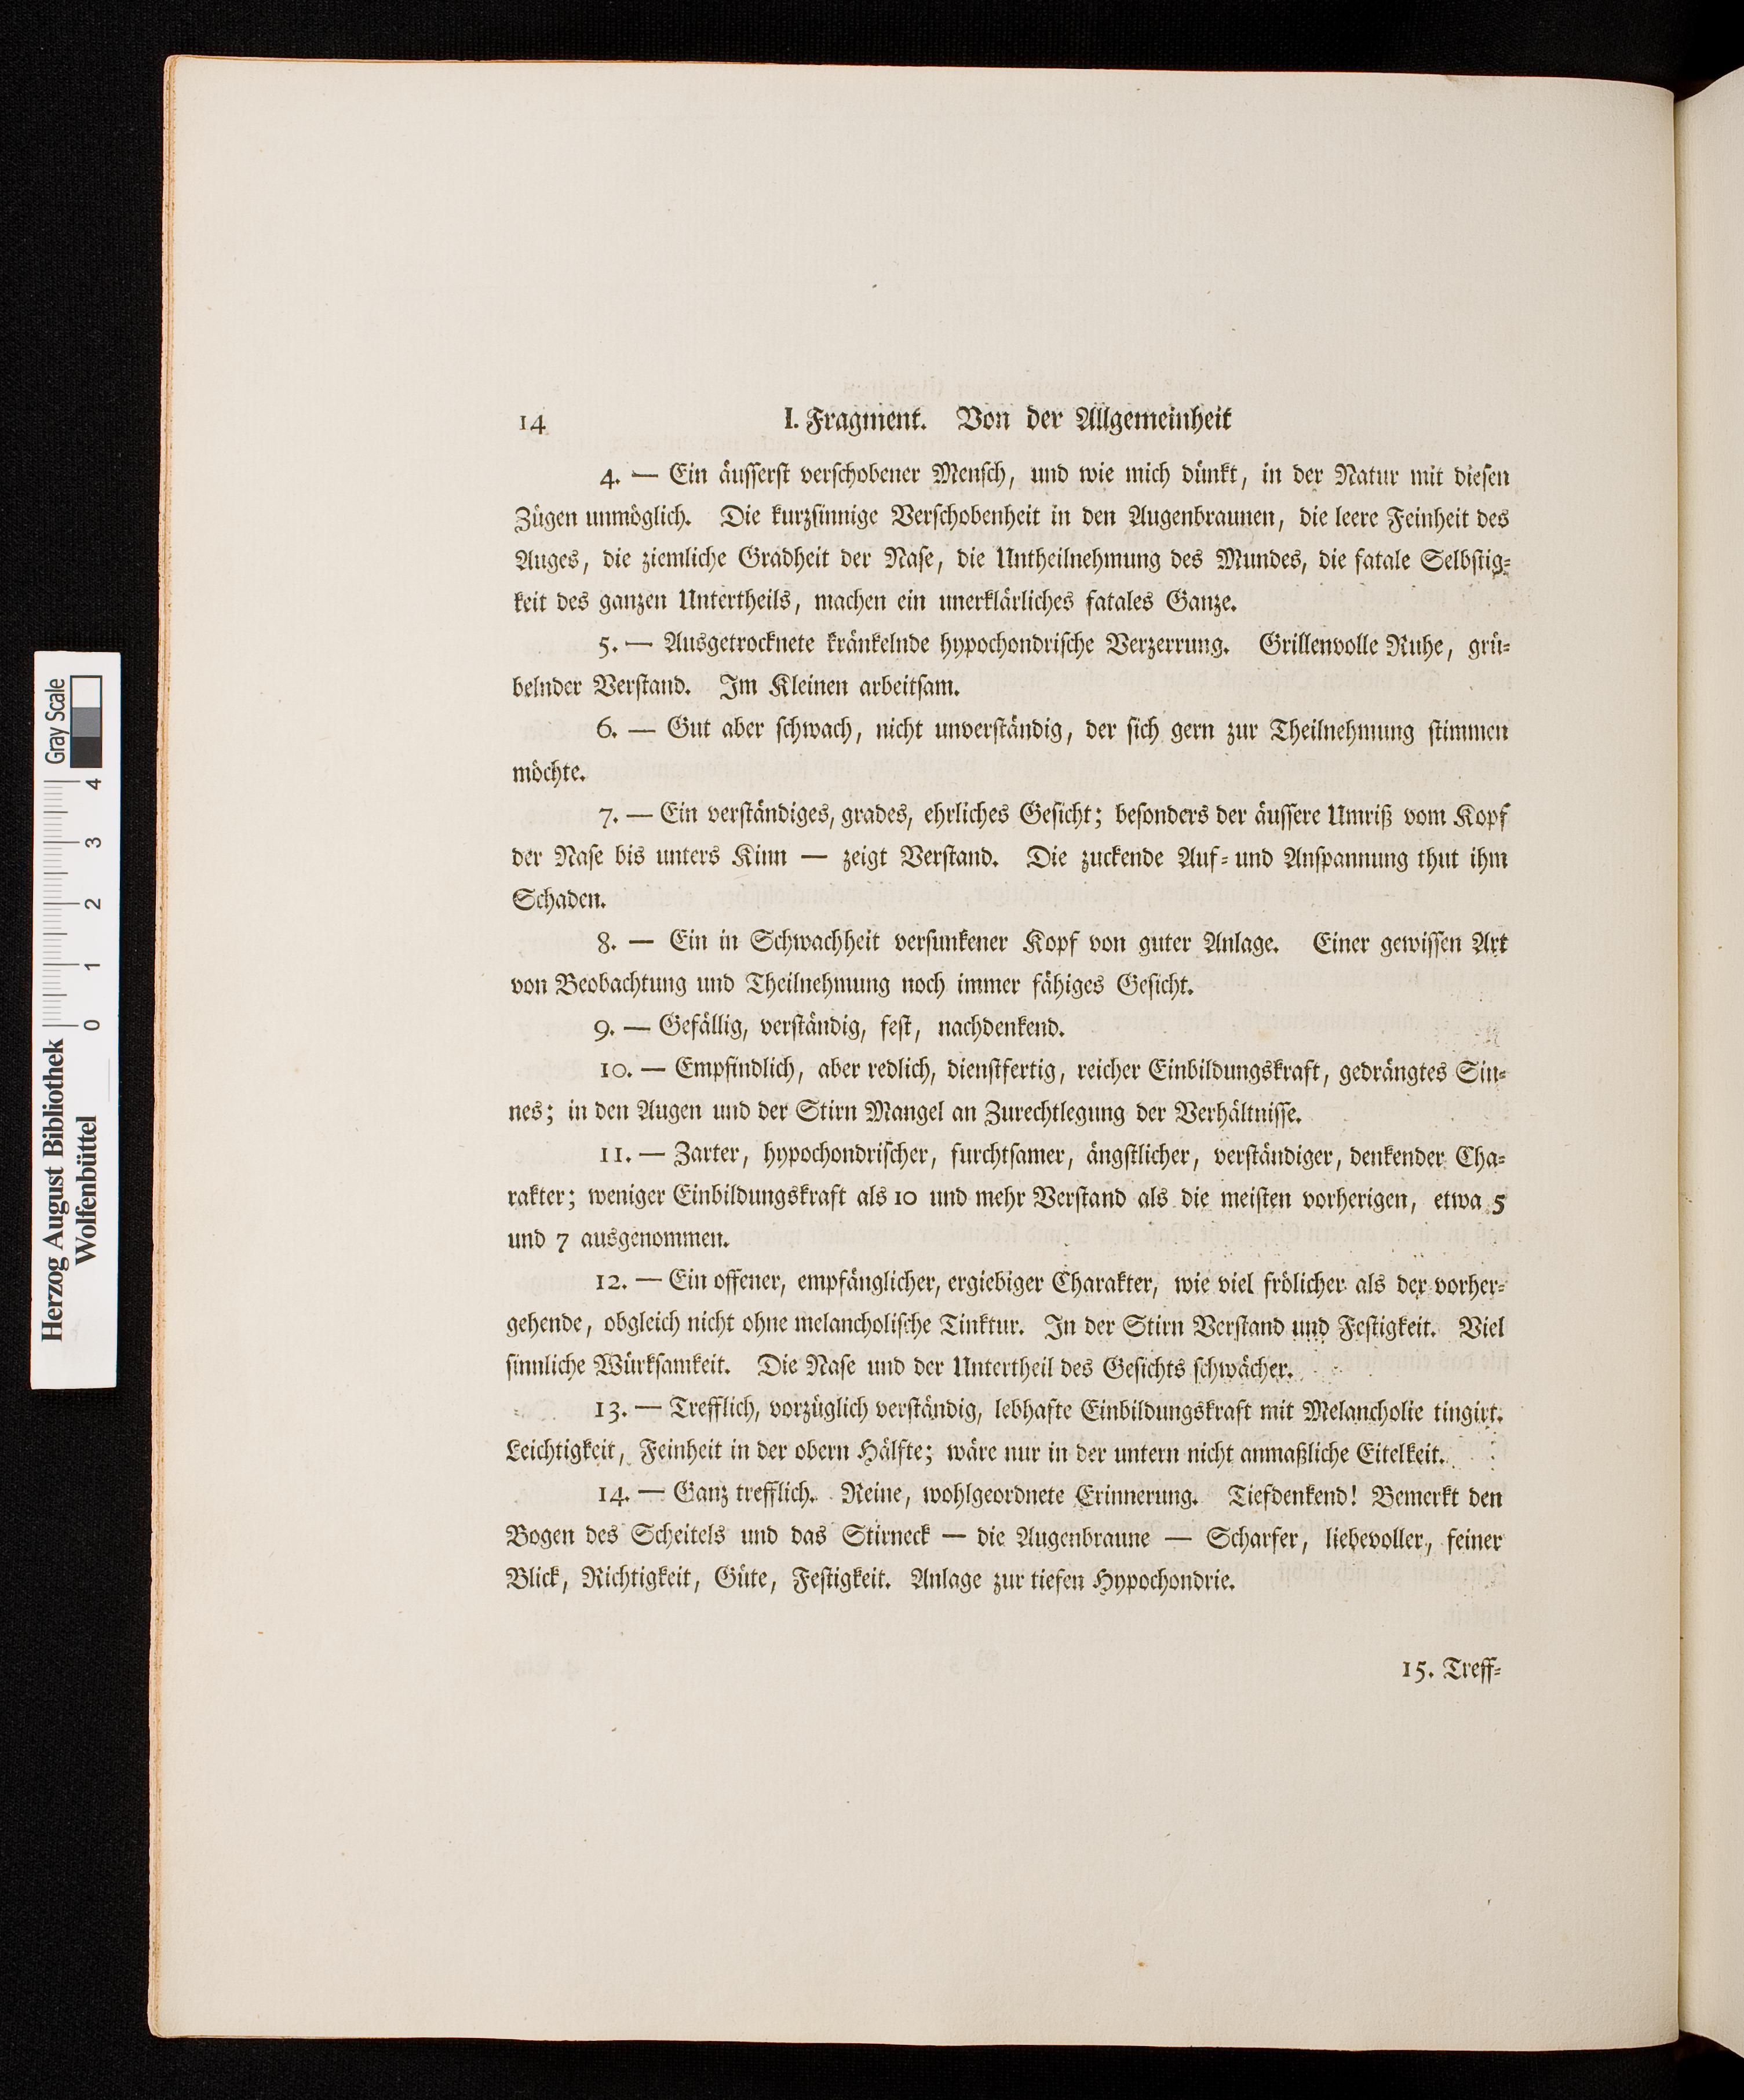 14
I. Fragment. Von der Allgemeinheit
4. — Ein äuſſerſt verſchobener Menſch, und wie mich dünkt, in der Natur mit dieſen
Zügen unmöglich. Die kurzſinnige Verſchobenheit in den Augenbraunen, die leere Feinheit des
Auges, die ziemliche Gradheit der Naſe, die Untheilnehmung des Mundes, die fatale Selbſtig-
keit des ganzen Untertheils, machen ein unerklärliches fatales Ganze.
5. — Ausgetrocknete kränkelnde hypochondriſche Verzerrung. Grillenvolle Ruhe, grü-
belnder Verſtand. Im Kleinen arbeitſam.
6. — Gut aber ſchwach, nicht unverſtändig, der ſich gern zur Theilnehmung ſtimmen
möchte.
7. — Ein verſtändiges, grades, ehrliches Geſicht; beſonders der äuſſere Umriß vom Kopf
der Naſe bis unters Kinn — zeigt Verſtand. Die zuckende Auf- und Anſpannung thut ihm
Schaden.
8. — Ein in Schwachheit verſunkener Kopf von guter Anlage. Einer gewiſſen Art
von Beobachtung und Theilnehmung noch immer fähiges Geſicht.
9. — Gefällig, verſtändig, feſt, nachdenkend.
10. — Empfindlich, aber redlich, dienſtfertig, reicher Einbildungskraft, gedrängtes Sin-
nes; in den Augen und der Stirn Mangel an Zurechtlegung der Verhältniſſe.
11. — Zarter, hypochondriſcher, furchtſamer, ängſtlicher, verſtändiger, denkender Cha-
rakter; weniger Einbildungskraft als 10 und mehr Verſtand als die meiſten vorherigen, etwa 5
und 7 ausgenommen.
12. — Ein offener, empfänglicher, ergiebiger Charakter, wie viel frölicher als der vorher-
gehende, obgleich nicht ohne melancholiſche Tinktur. In der Stirn Verſtand und Feſtigkeit. Viel
ſinnliche Würkſamkeit. Die Naſe und der Untertheil des Geſichts ſchwächer.
13. — Trefflich, vorzüglich verſtändig, lebhafte Einbildungskraft mit Melancholie tingirt.
Leichtigkeit, Feinheit in der obern Hälfte; wäre nur in der untern nicht anmaßliche Eitelkeit.
14. — Ganz trefflich. Reine, wohlgeordnete Erinnerung. Tiefdenkend! Bemerkt den
Bogen des Scheitels und das Stirneck — die Augenbraune — Scharfer, liebevoller, feiner
Blick, Richtigkeit, Güte, Feſtigkeit. Anlage zur tiefen Hypochondrie.
15. Treff-
Herzog August Bibliothek
Wolfenbüttel
0 1 2 3 4
Gray Scale